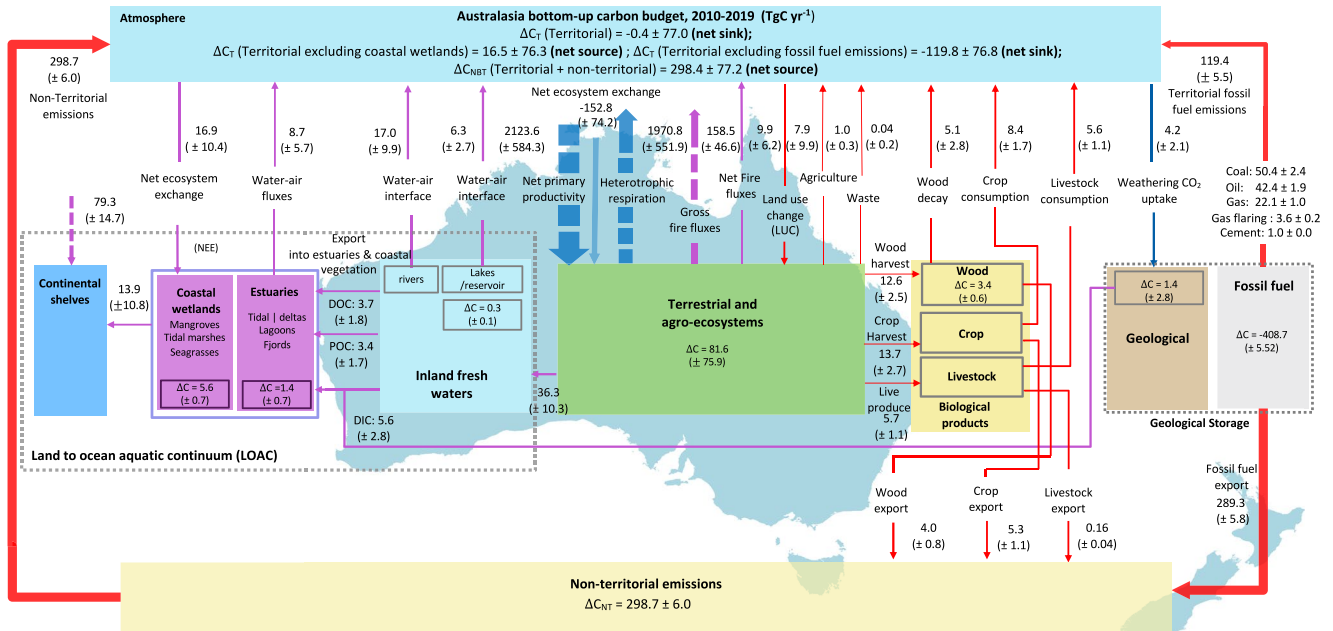 Atmosphere
Australasia bottom-up carbon budget, 2010-2019 (TgC yr-1)
ΔCT (Territorial) = -0.4 ± 77.0 (net sink);
ΔCT (Territorial excluding coastal wetlands) = 16.5 ± 76.3 (net source) ; ΔCT (Territorial excluding fossil fuel emissions) = -119.8 ± 76.8 (net sink);
ΔCNBT (Territorial + non-territorial) = 298.4 ± 77.2 (net source)
298.7
(± 6.0)
Non-Territorial
emissions
16.9
(± 10.4)
Net ecosystem
exchange
8.7
(± 5.7)
Water-air
fluxes
17.0
(± 9.9)
Water-air
interface
6.3
(± 2.7)
Water-air
interface
2123.6
(± 584.3)
Net primary
productivity
Net ecosystem exchange
-152.8
(± 74.2)
1970.8
(± 551.9)
Heterotrophic
respiration
158.5
(± 46.6)
Gross
fire fluxes
9.9
(± 6.2)
Net Fire
fluxes
7.9
(± 9.9)
Land use
change
(LUC)
1.0
(± 0.3)
Agriculture
0.04
(± 0.2)
Waste
5.1
(± 2.8)
Wood
decay
8.4
(± 1.7)
Crop
consumption
5.6
(± 1.1)
Livestock
consumption
4.2
(± 2.1)
Weathering CO2
uptake
119.4
(± 5.5)
Territorial fossil
fuel emissions
Coal: 50.4 ± 2.4
Oil: 42.4 ± 1.9
Gas: 22.1 ± 1.0
Gas flaring : 3.6 ± 0.2
Cement: 1.0 ± 0.0
79.3
(± 14.7)
(NEE)
Continental
shelves
13.9
(±10.8)
Coastal
wetlands
Mangroves
Tidal marshes
Seagrasses
ΔC = 5.6
(± 0.7)
Estuaries
Tidal | deltas
Lagoons
Fjords
ΔC =1.4
(± 0.7)
Export
into estuaries & coastal
vegetation
DOC: 3.7
(± 1.8)
POC: 3.4
(± 1.7)
DIC: 5.6
(± 2.8)
rivers
Lakes
/reservoir
ΔC = 0.3
(± 0.1)
Inland fresh
waters
36.3
(± 10.3)
Terrestrial and
agro-ecosystems
ΔC = 81.6
(± 75.9)
Wood
harvest
12.6
(± 2.5)
Crop
Harvest
13.7
(± 2.7)
Live
produce
5.7
(± 1.1)
Wood
ΔC = 3.4
(± 0.6)
Crop
Livestock
Biological
products
ΔC = 1.4
(± 2.8)
Geological
Fossil fuel
ΔC = -408.7
(± 5.52)
Geological Storage
Land to ocean aquatic continuum (LOAC)
Wood
export
4.0
(± 0.8)
Crop
export
5.3
(± 1.1)
Livestock
export
0.16
(± 0.04)
Fossil fuel
export
289.3
(± 5.8)
Non-territorial emissions
ΔCNT = 298.7 ± 6.0